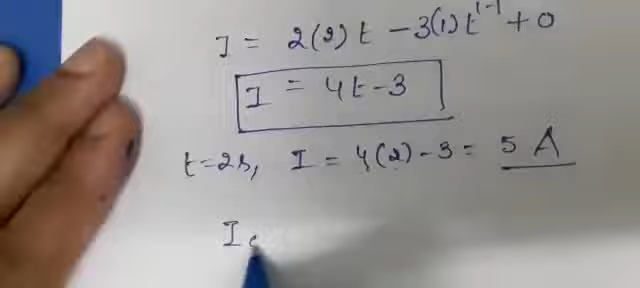 I = 2(2)t - 3(1)t^{1-1} + 0
I = 4t - 3
t=2s, I = 4(2) - 3 = 5 A
I